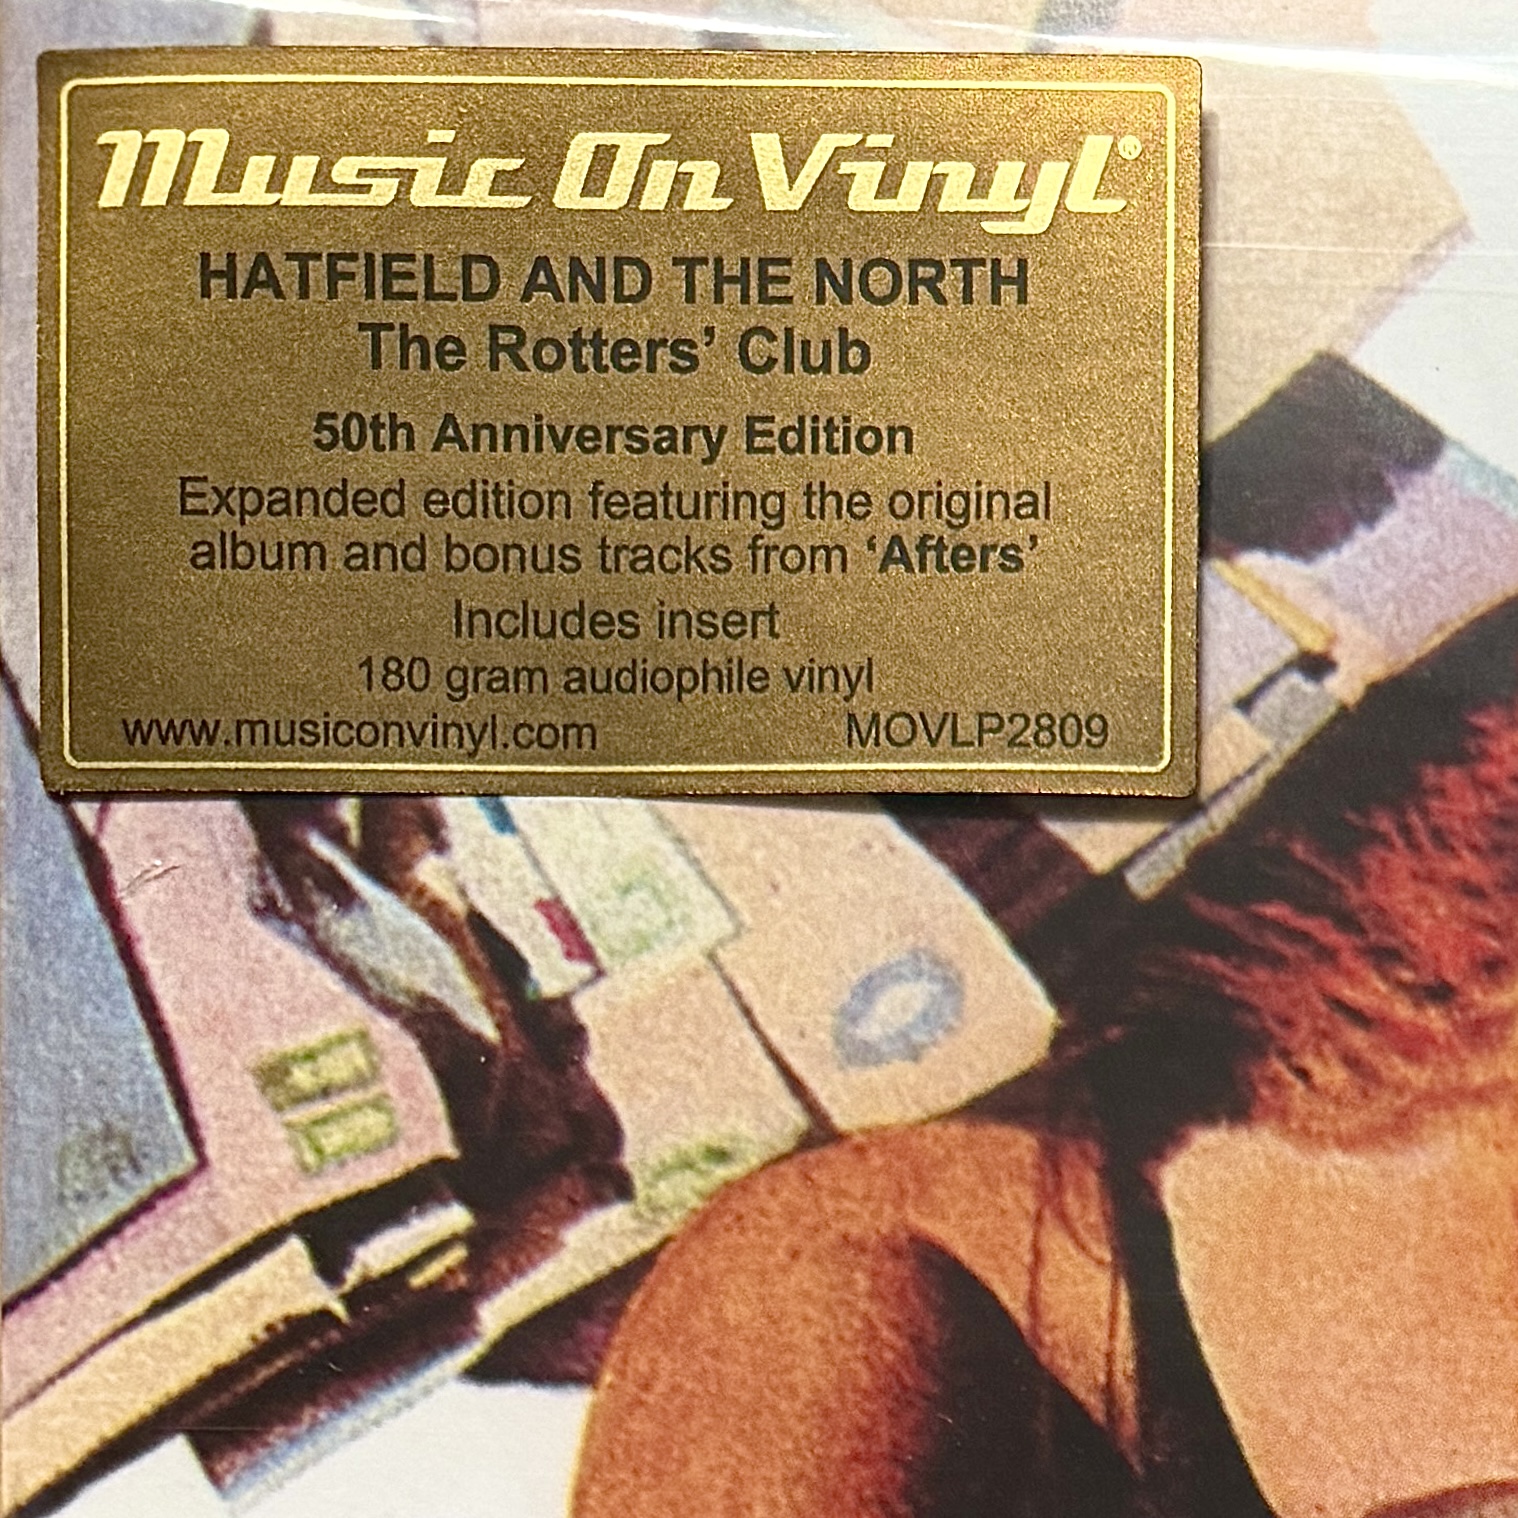 Music On Vinyl®
HATFIELD AND THE NORTH
The Rotters’ Club
50th Anniversary Edition
Expanded edition featuring the original
album and bonus tracks from ‘Afters’
Includes insert
180 gram audiophile vinyl
www.musiconvinyl.com MOVLP2809